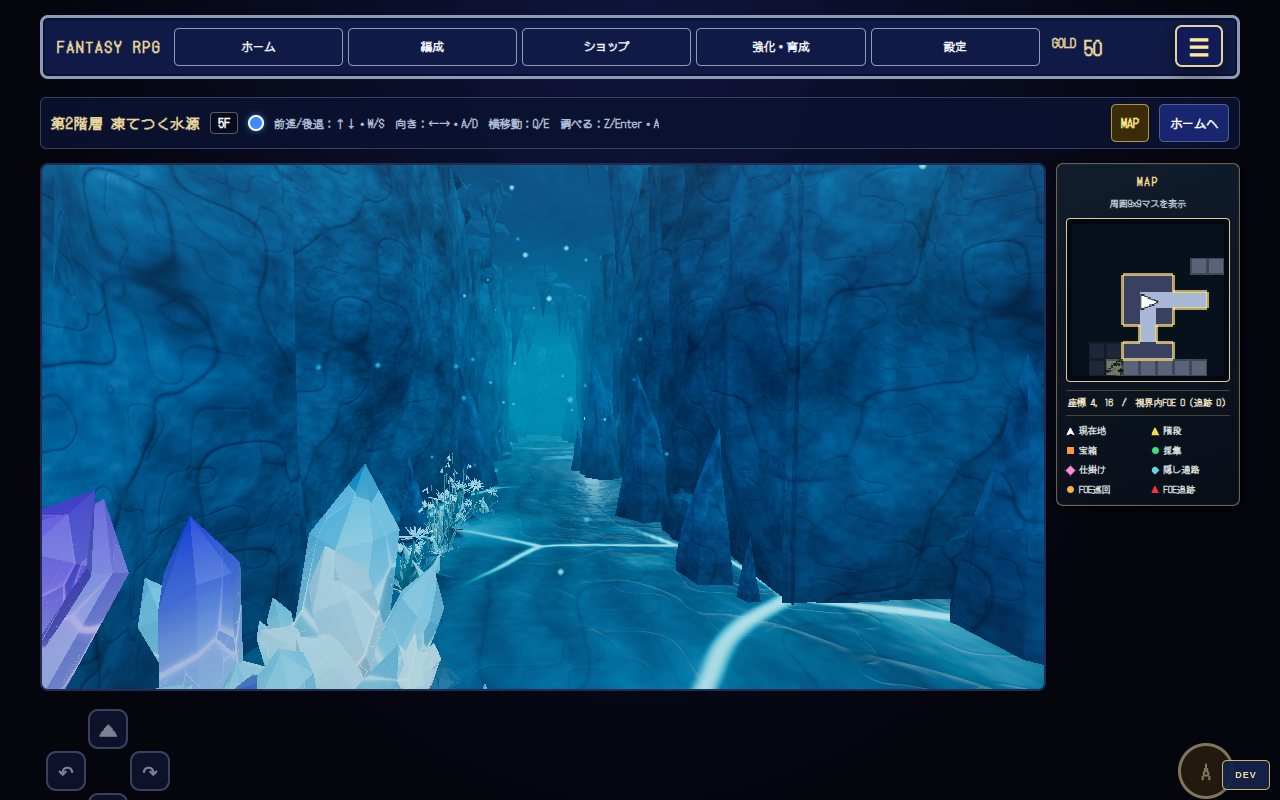 FANTASY RPG ホーム 編成 ショップ 強化・育成 設定 GOLD 50
第2階層 凍てつく水源 5F 前進/後退：↑↓・W/S 向き：←→・A/D 横移動：Q/E 調べる：Z/Enter・A MAP ホームへ
MAP
周囲9x9マスを表示
座標 4, 16 / 視界内FOE 0 (追跡 0)
現在地 階段
宝箱 採集
仕掛け 隠し通路
FOE巡回 FOE追跡
A
DEV